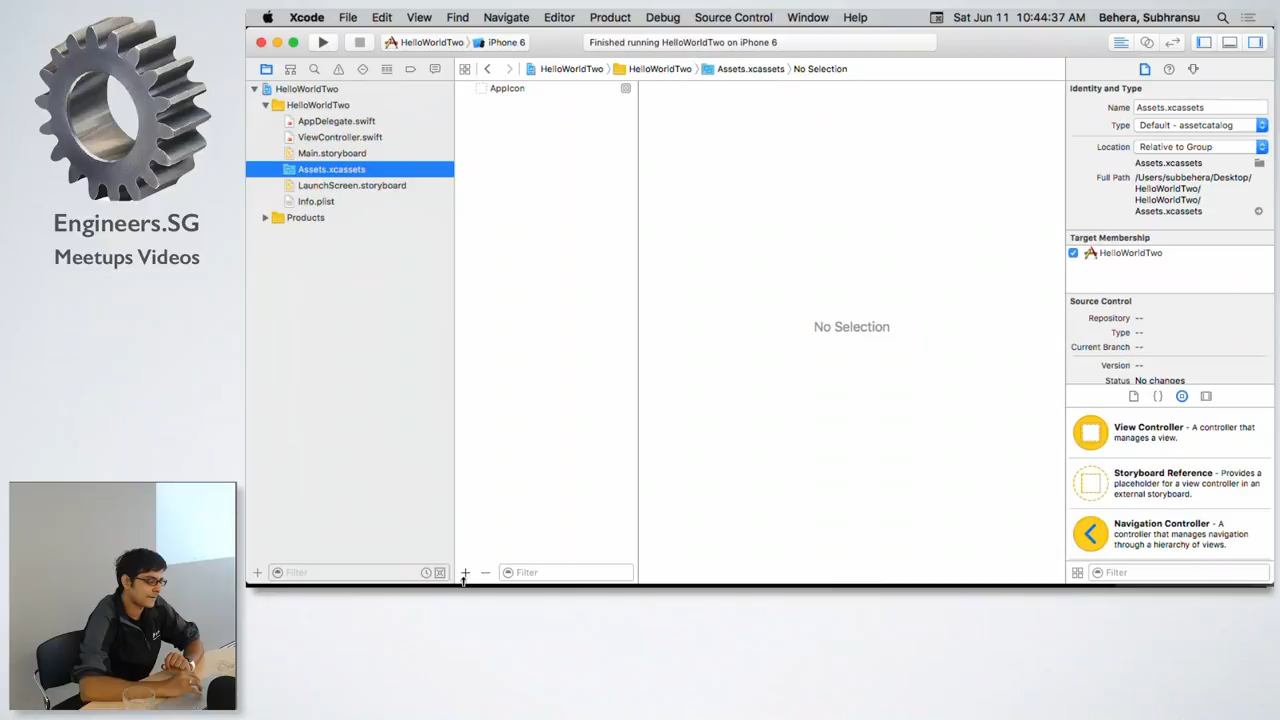 Engineers.SG
Meetups Videos
Xcode File Edit View Find Navigate Editor Product Debug Source Control Window Help Sat Jun 11 10:44:37 AM Behera, Subhransu
HelloWorldTwo iPhone 6 Finished running HelloWorldTwo on iPhone 6
HelloWorldTwo HelloWorldTwo Assets.xcassets No Selection
HelloWorldTwo
HelloWorldTwo
AppDelegate.swift
ViewController.swift
Main.storyboard
Assets.xcassets
LaunchScreen.storyboard
Info.plist
Products
Filter
AppIcon
Filter
No Selection
Identity and Type
Name Assets.xcassets
Type Default - assetcatalog
Location Relative to Group
Assets.xcassets
Full Path /Users/subbehera/Desktop/
HelloWorldTwo/
HelloWorldTwo/
Assets.xcassets
Target Membership
HelloWorldTwo
Source Control
Repository --
Type --
Current Branch --
Version --
Status No changes
{ }
View Controller - A controller that
manages a view.
Storyboard Reference - Provides a
placeholder for a view controller in an
external storyboard.
Navigation Controller - A
controller that manages navigation
through a hierarchy of views.
Filter